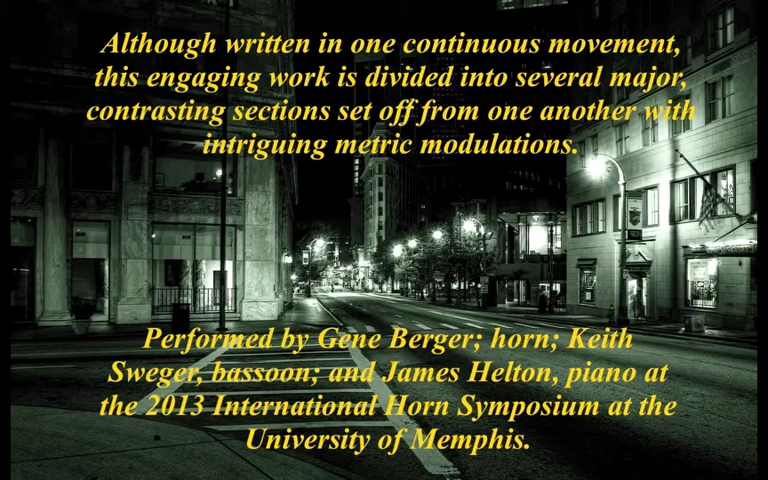 Although written in one continuous movement,
this engaging work is divided into several major,
contrasting sections set off from one another with
intriguing metric modulations.
Performed by Gene Berger; horn; Keith
Sweger, bassoon; and James Helton, piano at
the 2013 International Horn Symposium at the
University of Memphis.